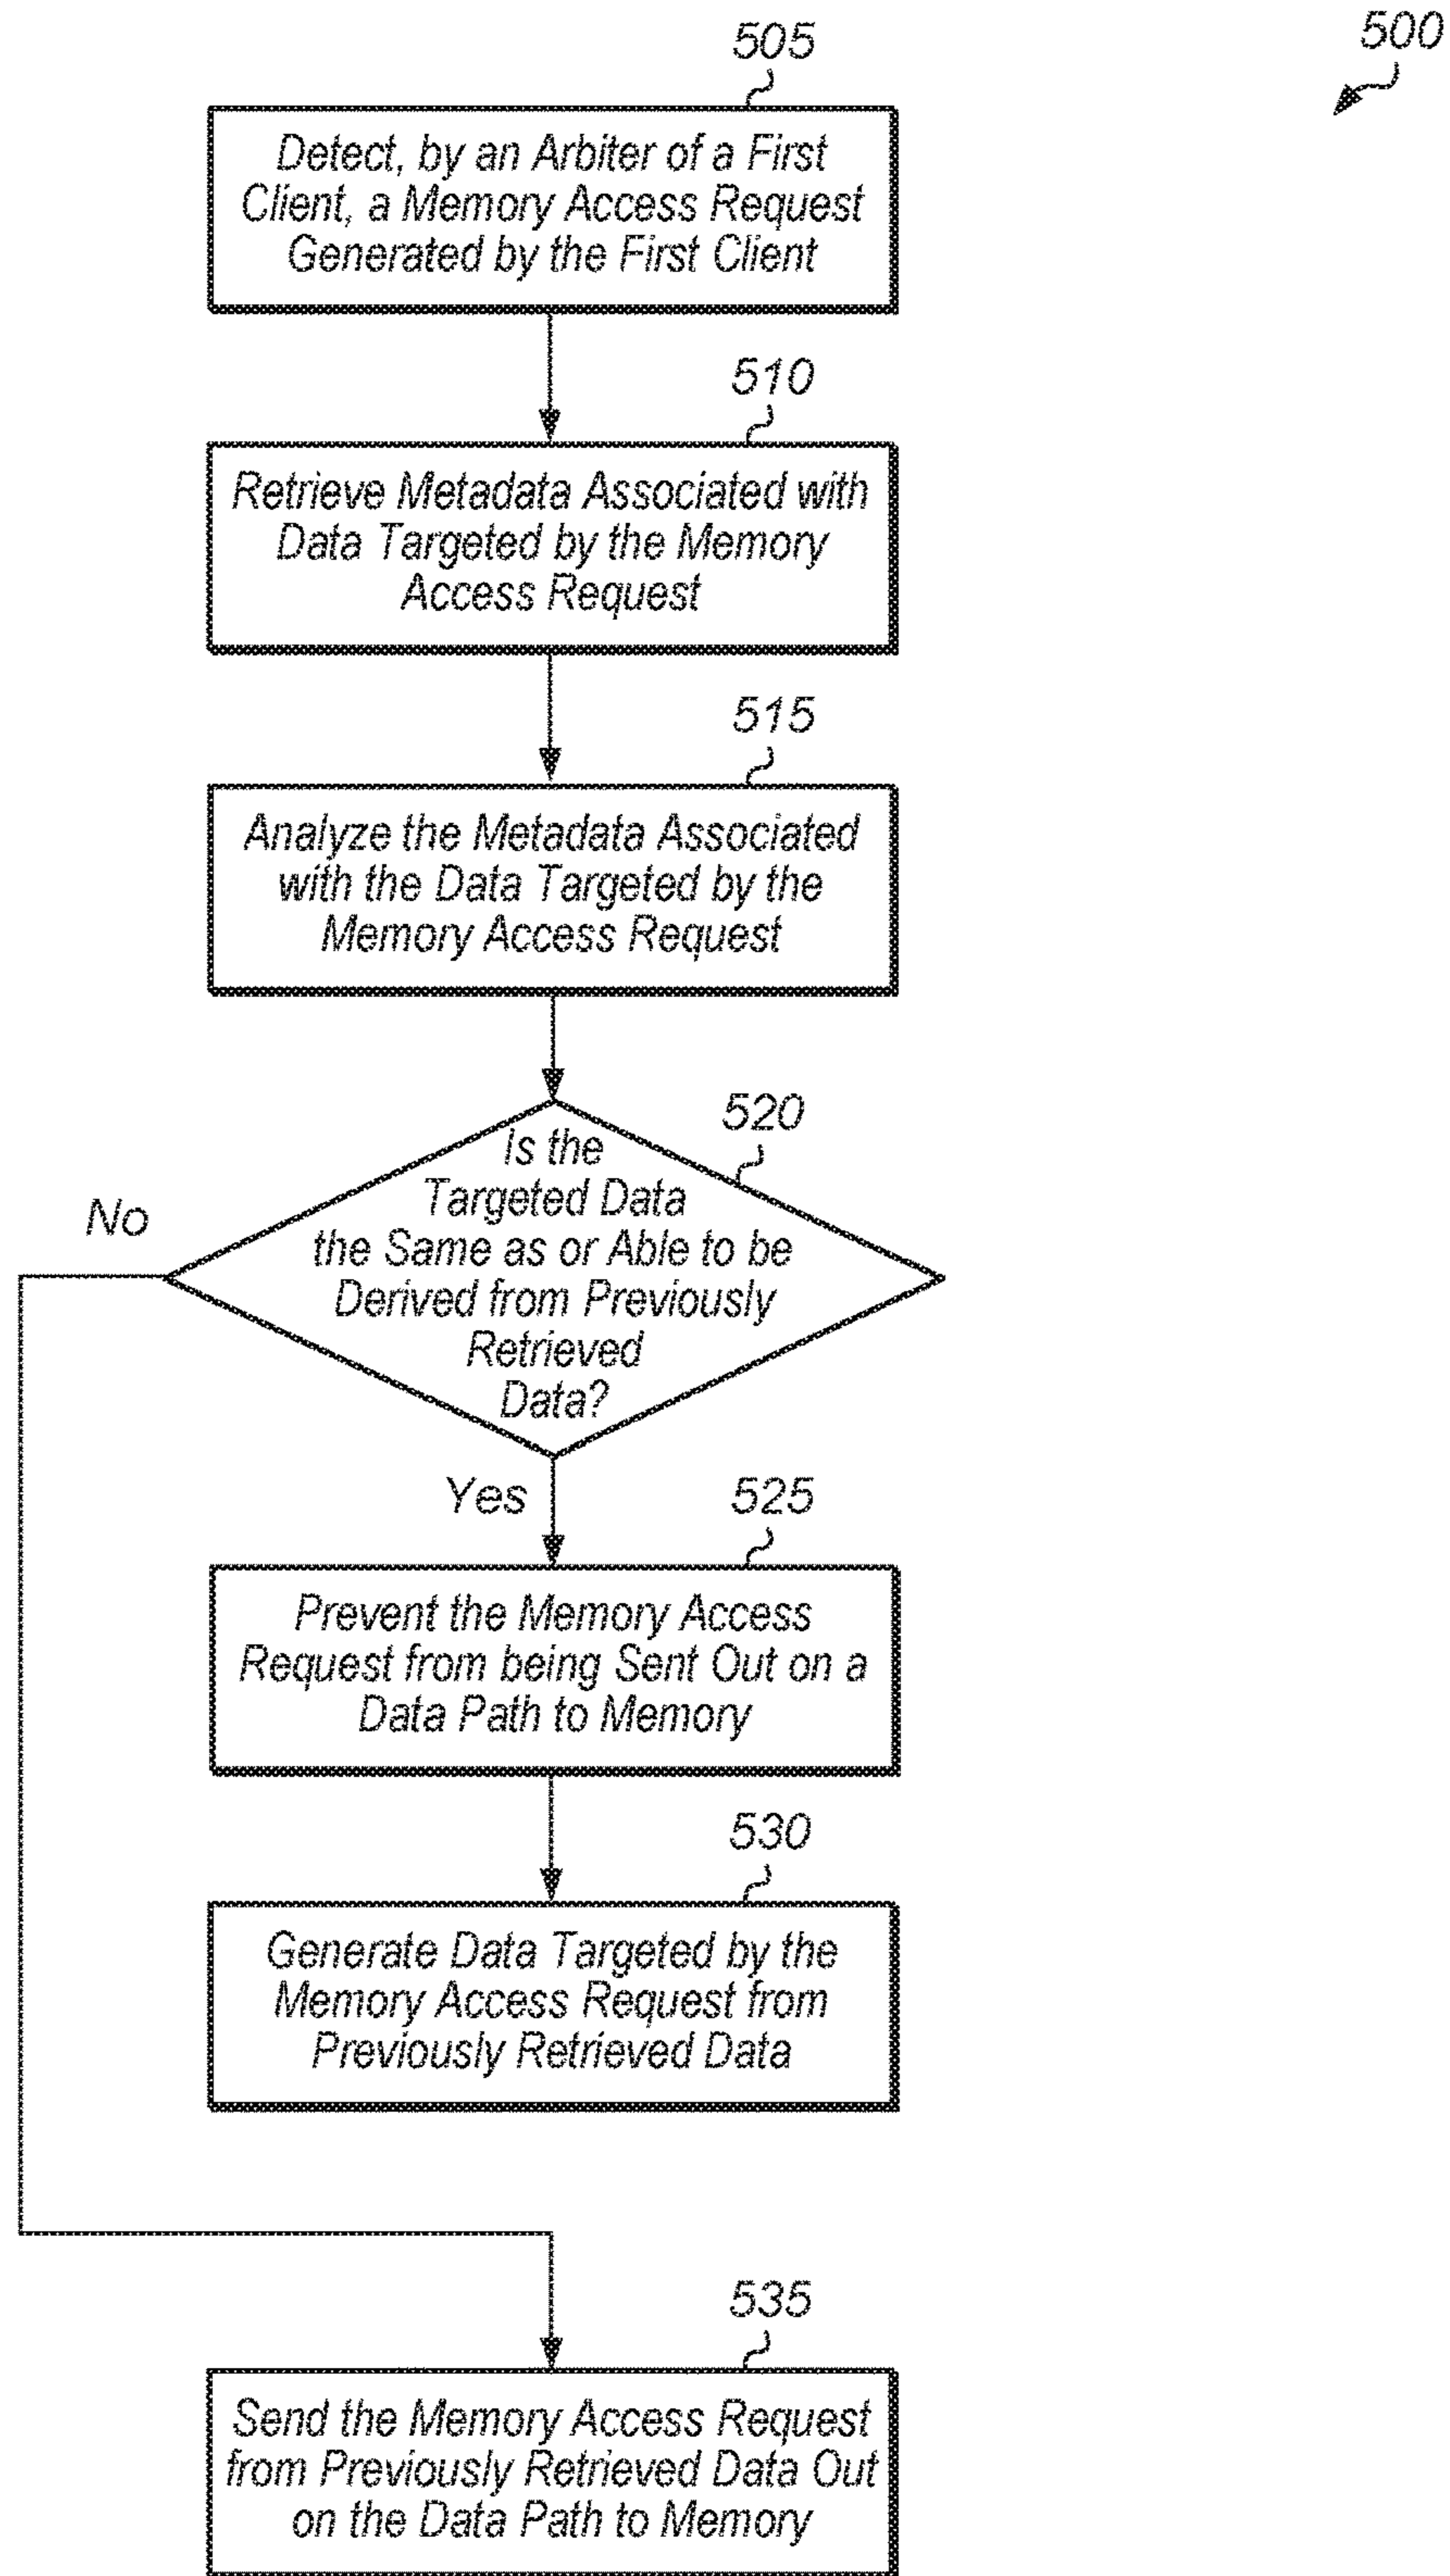 500
505
Detect, by an Arbiter of a First
Client, a Memory Access Request
Generated by the First Client
510
Retrieve Metadata Associated with
Data Targeted by the Memory
Access Request
515
Analyze the Metadata Associated
with the Data Targeted by the
Memory Access Request
520
Is the
Targeted Data
the Same as or Able to be
Derived from Previously
Retrieved
Data?
No
Yes
525
Prevent the Memory Access
Request from being Sent Out on a
Data Path to Memory
530
Generate Data Targeted by the
Memory Access Request from
Previously Retrieved Data
535
Send the Memory Access Request
from Previously Retrieved Data Out
on the Data Path to Memory